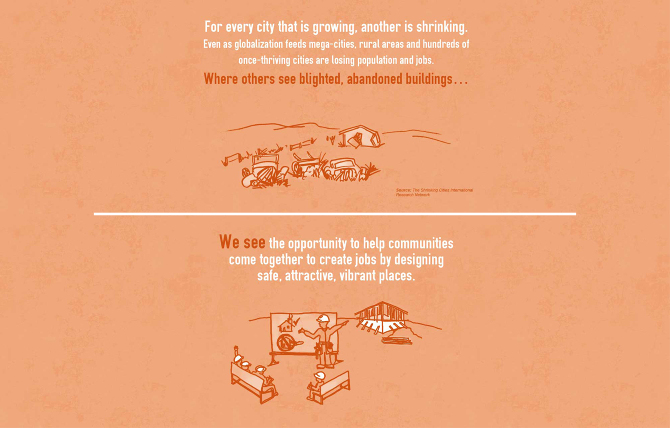 For every city that is growing, another is shrinking.
Even as globalization feeds mega-cities, rural areas and hundreds of
once-thriving cities are losing population and jobs.
Where others see blighted, abandoned buildings...
Source: The Shrinking Cities International
Research Network
We see the opportunity to help communities
come together to create jobs by designing
safe, attractive, vibrant places.